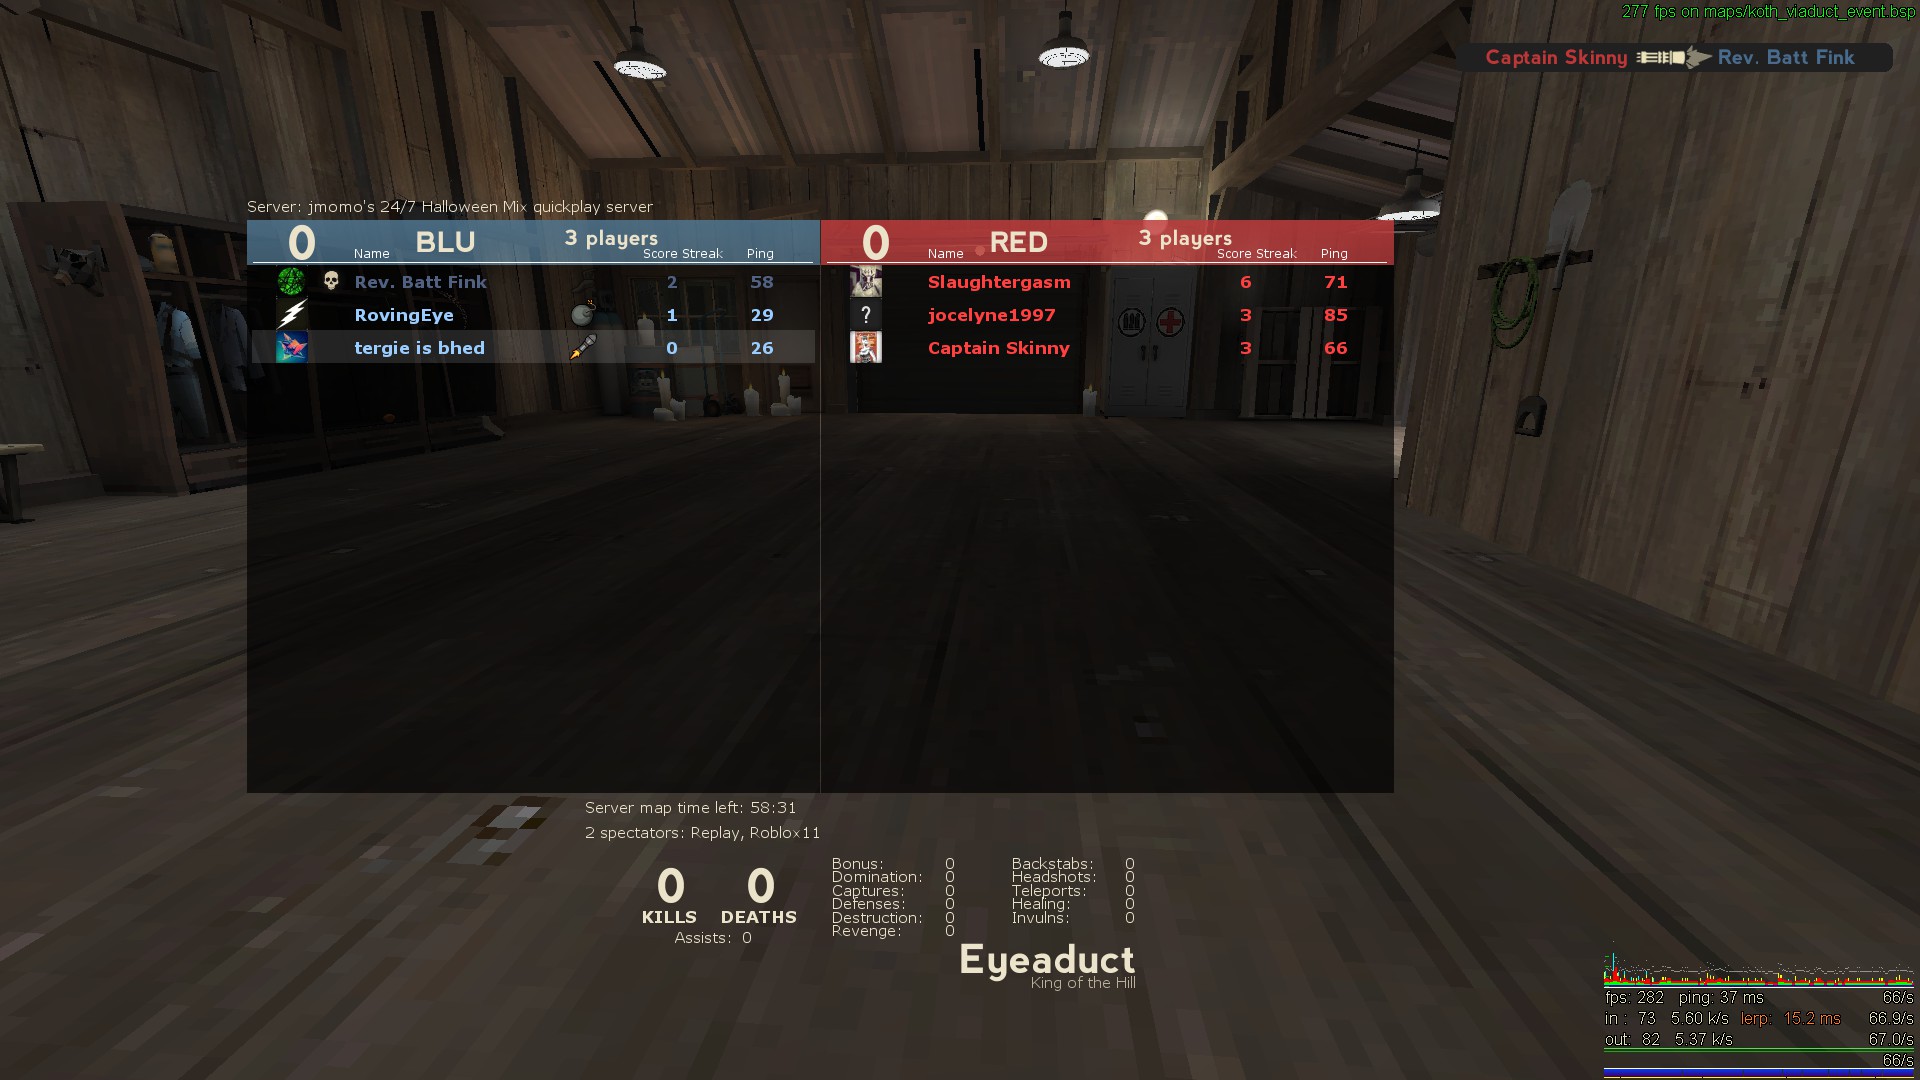 277 fps on maps/koth_viaduct_event.bsp
Captain Skinny Rev. Batt Fink
Server: jmomo's 24/7 Halloween Mix quickplay server
0 BLU 3 players
Name Score Streak Ping
Rev. Batt Fink 2 58
RovingEye 1 29
tergie is bhed 0 26
0 RED 3 players
Name Score Streak Ping
Slaughtergasm 6 71
? jocelyne1997 3 85
Captain Skinny 3 66
Server map time left: 58:31
2 spectators: Replay, Roblox11
0 0
KILLS DEATHS
Assists: 0
Bonus: 0
Domination: 0
Captures: 0
Defenses: 0
Destruction: 0
Revenge: 0
Backstabs: 0
Headshots: 0
Teleports: 0
Healing: 0
Invulns: 0
Eyeaduct
King of the Hill
fps: 282 ping: 37 ms 66/s
in : 73 5.60 k/s lerp: 15.2 ms 66.9/s
out: 82 5.37 k/s 67.0/s
66/s